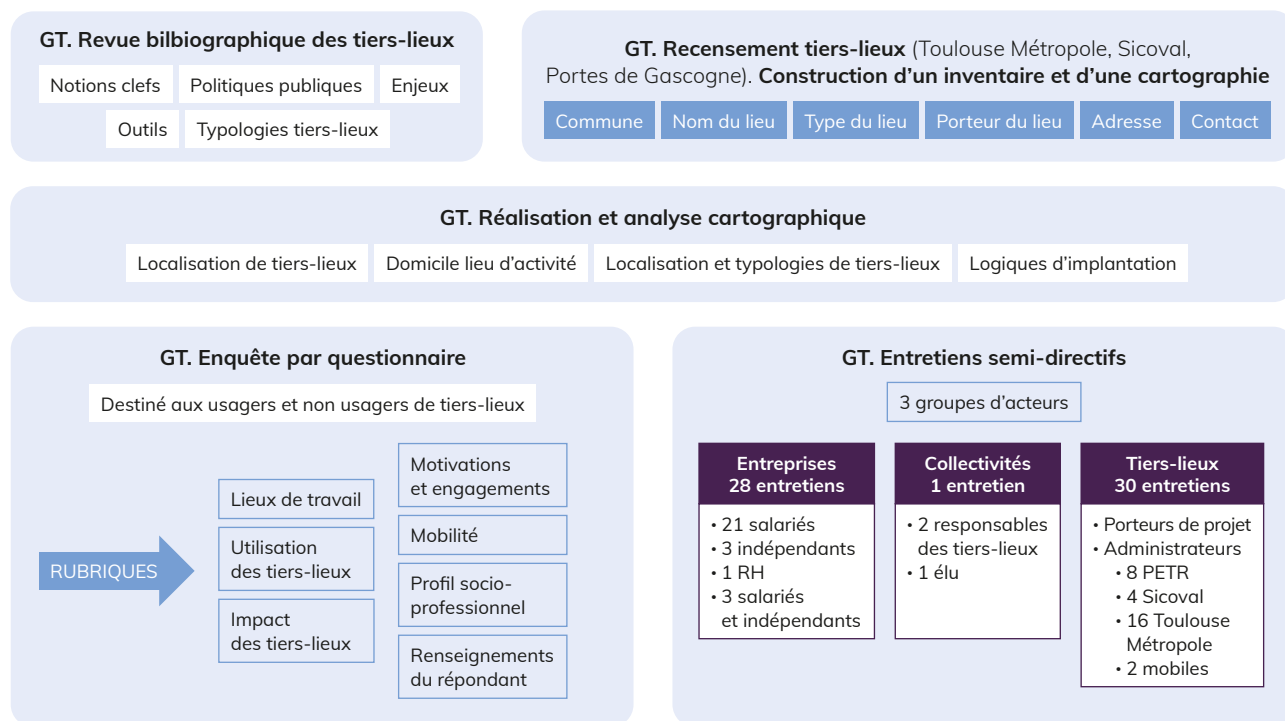 GT. Revue bilbiographique des tiers-lieux
Notions clefs
Politiques publiques
Enjeux
Outils
Typologies tiers-lieux
GT. Recensement tiers-lieux (Toulouse Métropole, Sicoval,
Portes de Gascogne). Construction d’un inventaire et d’une cartographie
Commune
Nom du lieu
Type du lieu
Porteur du lieu
Adresse
Contact
GT. Réalisation et analyse cartographique
Localisation de tiers-lieux
Domicile lieu d’activité
Localisation et typologies de tiers-lieux
Logiques d’implantation
GT. Enquête par questionnaire
Destiné aux usagers et non usagers de tiers-lieux
RUBRIQUES
Lieux de travail
Utilisation
des tiers-lieux
Impact
des tiers-lieux
Motivations
et engagements
Mobilité
Profil socio-
professionnel
Renseignements
du répondant
GT. Entretiens semi-directifs
3 groupes d’acteurs
Entreprises
28 entretiens
• 21 salariés
• 3 indépendants
• 1 RH
• 3 salariés
et indépendants
Collectivités
1 entretien
• 2 responsables
des tiers-lieux
• 1 élu
Tiers-lieux
30 entretiens
• Porteurs de projet
• Administrateurs
• 8 PETR
• 4 Sicoval
• 16 Toulouse
Métropole
• 2 mobiles